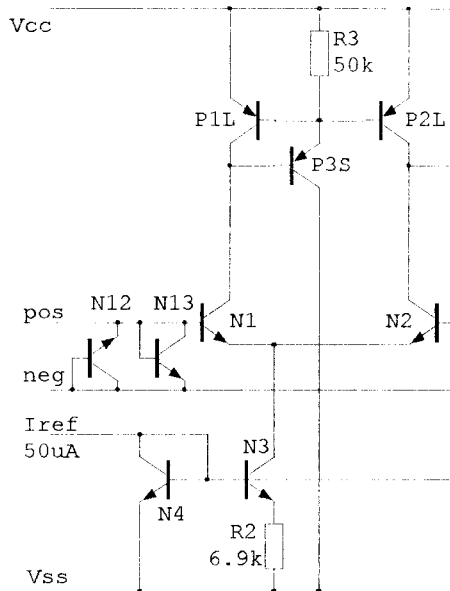 Vcc
R3
50k
P1L
P2L
P3S
N12
N13
pos
N1
N2
neg
Iref
50uA
N3
N4
R2
6.9k
Vss